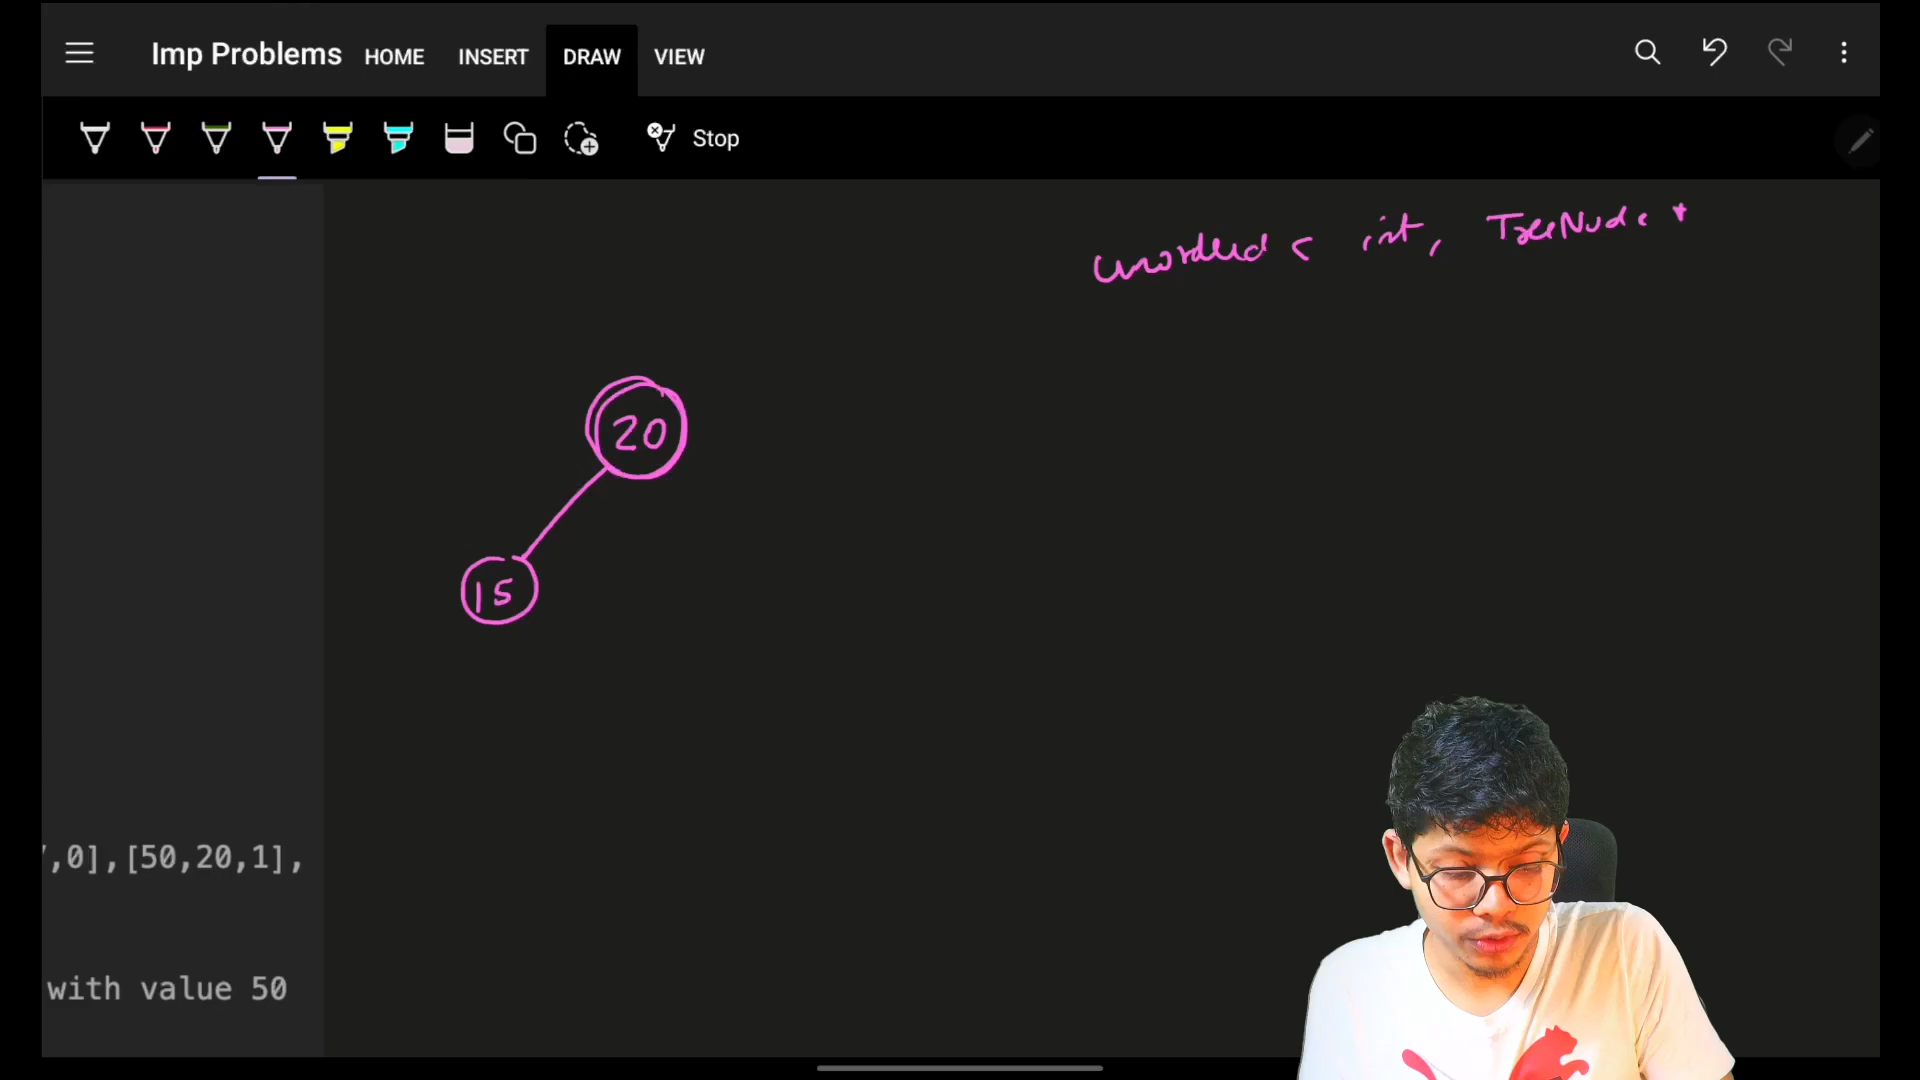 Imp Problems HOME INSERT DRAW VIEW
Stop
unordered < int, TreeNode *
20
15
,0],[50,20,1],
with value 50